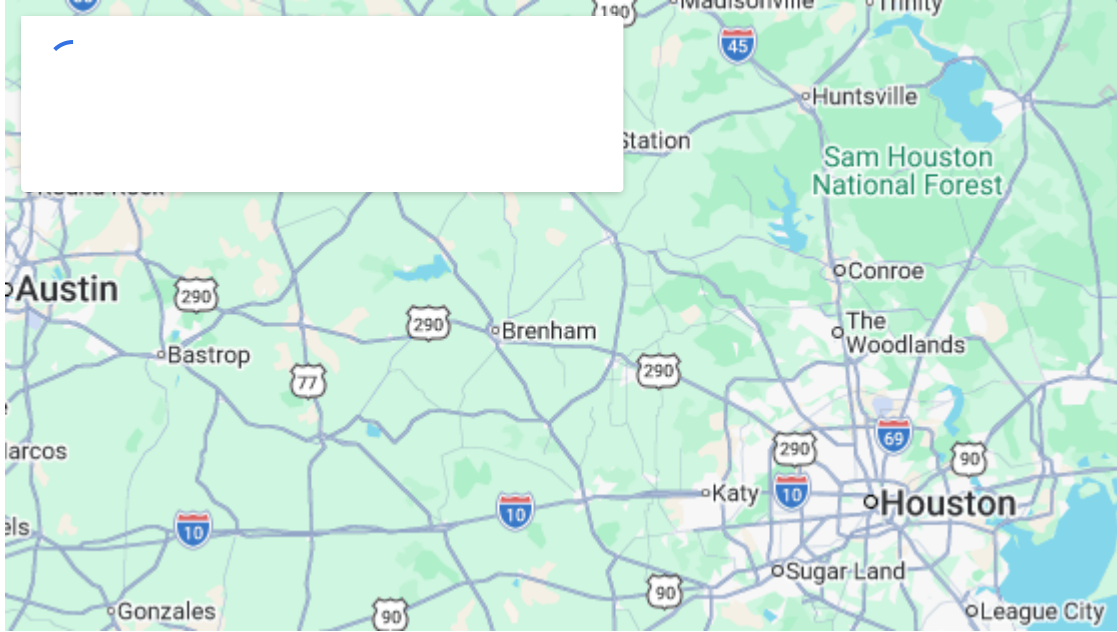 190
Madisonville
Trinity
45
Huntsville
Station
Sam Houston
National Forest
Round Rock
Conroe
Austin
290
290
Brenham
The
Woodlands
Bastrop
290
77
69
arcos
290
90
Katy
10
Houston
10
10
els
Sugar Land
90
Gonzales
90
League City